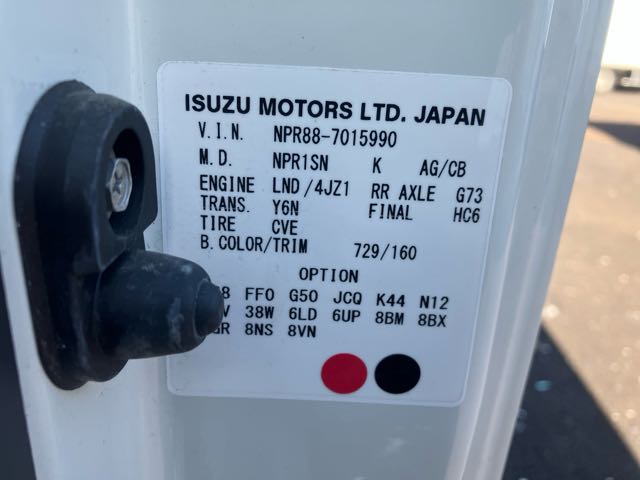 ISUZU MOTORS LTD. JAPAN
V.I.N. NPR88-7015990
M.D. NPR1SN K AG/CB
ENGINE LND/4JZ1 RR AXLE G73
TRANS. Y6N FINAL HC6
TIRE CVE
B.COLOR/TRIM 729/160
OPTION
FF0 G50 JCQ K44 N12
38W 6LD 6UP 8BM 8BX
8NS 8VN